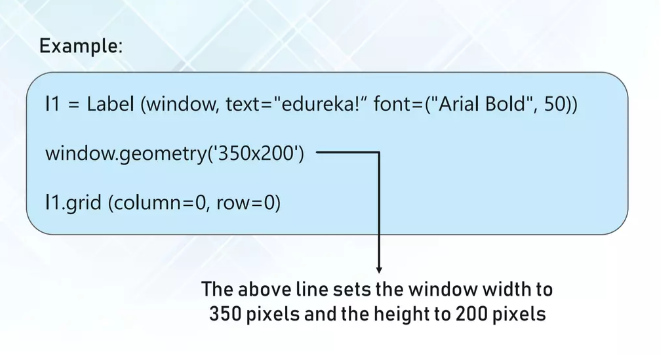 Example:
l1 = Label (window, text="edureka!” font=("Arial Bold", 50))
window.geometry('350x200')
l1.grid (column=0, row=0)
The above line sets the window width to
350 pixels and the height to 200 pixels